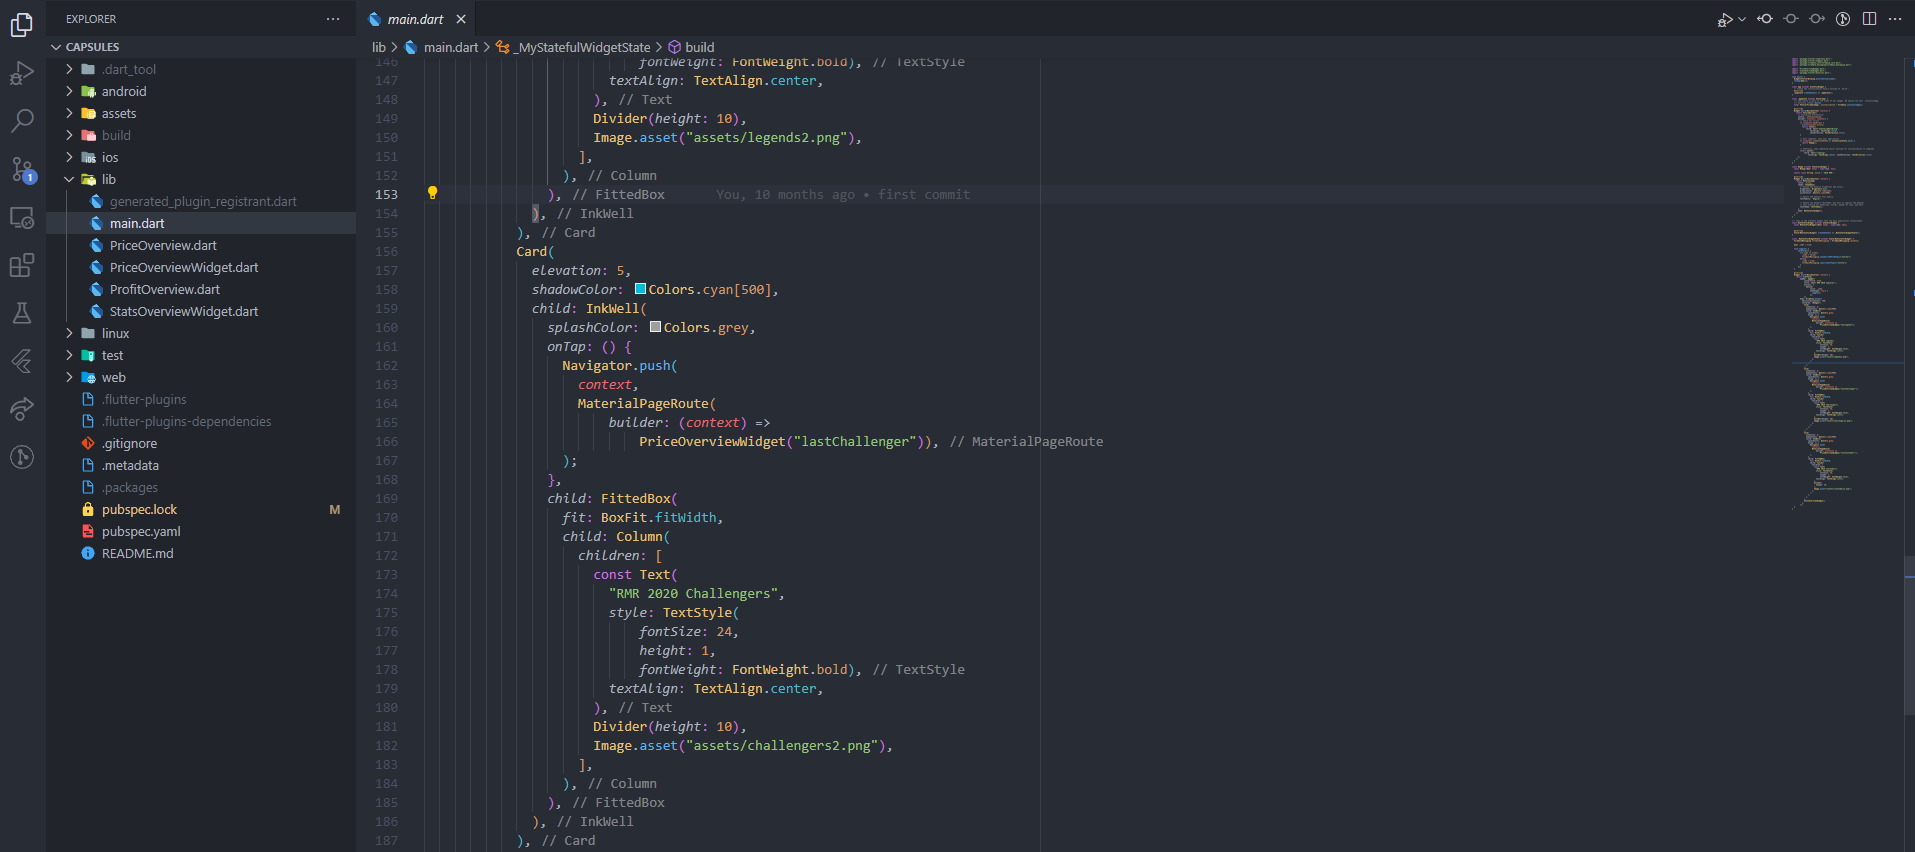 EXPLORER
CAPSULES
.dart_tool
android
assets
build
ios
lib
generated_plugin_registrant.dart
main.dart
PriceOverview.dart
PriceOverviewWidget.dart
ProfitOverview.dart
StatsOverviewWidget.dart
linux
test
web
.flutter-plugins
.flutter-plugins-dependencies
.gitignore
.metadata
.packages
pubspec.lock M
pubspec.yaml
README.md
1
main.dart
lib > main.dart > _MyStatefulWidgetState > build
146 fontWeight: FontWeight.bold), // TextStyle
147 textAlign: TextAlign.center,
148 ), // Text
149 Divider(height: 10),
150 Image.asset("assets/legends2.png"),
151 ],
152 ), // Column
153 ), // FittedBox You, 10 months ago • first commit
154 ), // InkWell
155 ), // Card
156 Card(
157 elevation: 5,
158 shadowColor: Colors.cyan[500],
159 child: InkWell(
160 splashColor: Colors.grey,
161 onTap: () {
162 Navigator.push(
163 context,
164 MaterialPageRoute(
165 builder: (context) =>
166 PriceOverviewWidget("lastChallenger")), // MaterialPageRoute
167 );
168 },
169 child: FittedBox(
170 fit: BoxFit.fitWidth,
171 child: Column(
172 children: [
173 const Text(
174 "RMR 2020 Challengers",
175 style: TextStyle(
176 fontSize: 24,
177 height: 1,
178 fontWeight: FontWeight.bold), // TextStyle
179 textAlign: TextAlign.center,
180 ), // Text
181 Divider(height: 10),
182 Image.asset("assets/challengers2.png"),
183 ],
184 ), // Column
185 ), // FittedBox
186 ), // InkWell
187 ), // Card